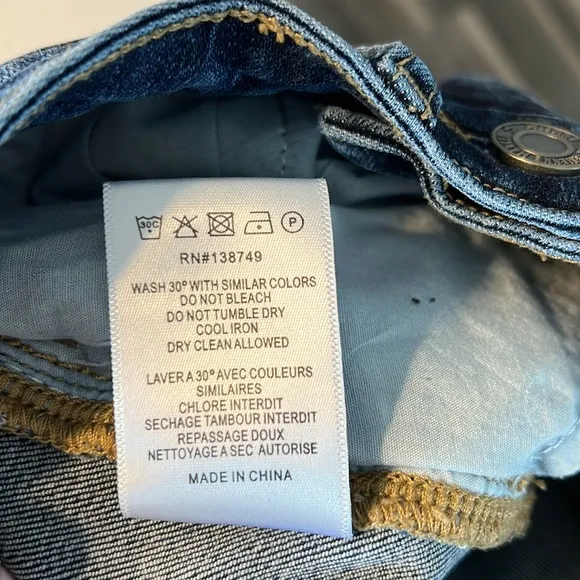 30C P
RN#138749
WASH 30° WITH SIMILAR COLORS
DO NOT BLEACH
DO NOT TUMBLE DRY
COOL IRON
DRY CLEAN ALLOWED
LAVER A 30° AVEC COULEURS
SIMILAIRES
CHLORE INTERDIT
SECHAGE TAMBOUR INTERDIT
REPASSAGE DOUX
NETTOYAGE A SEC AUTORISE
MADE IN CHINA